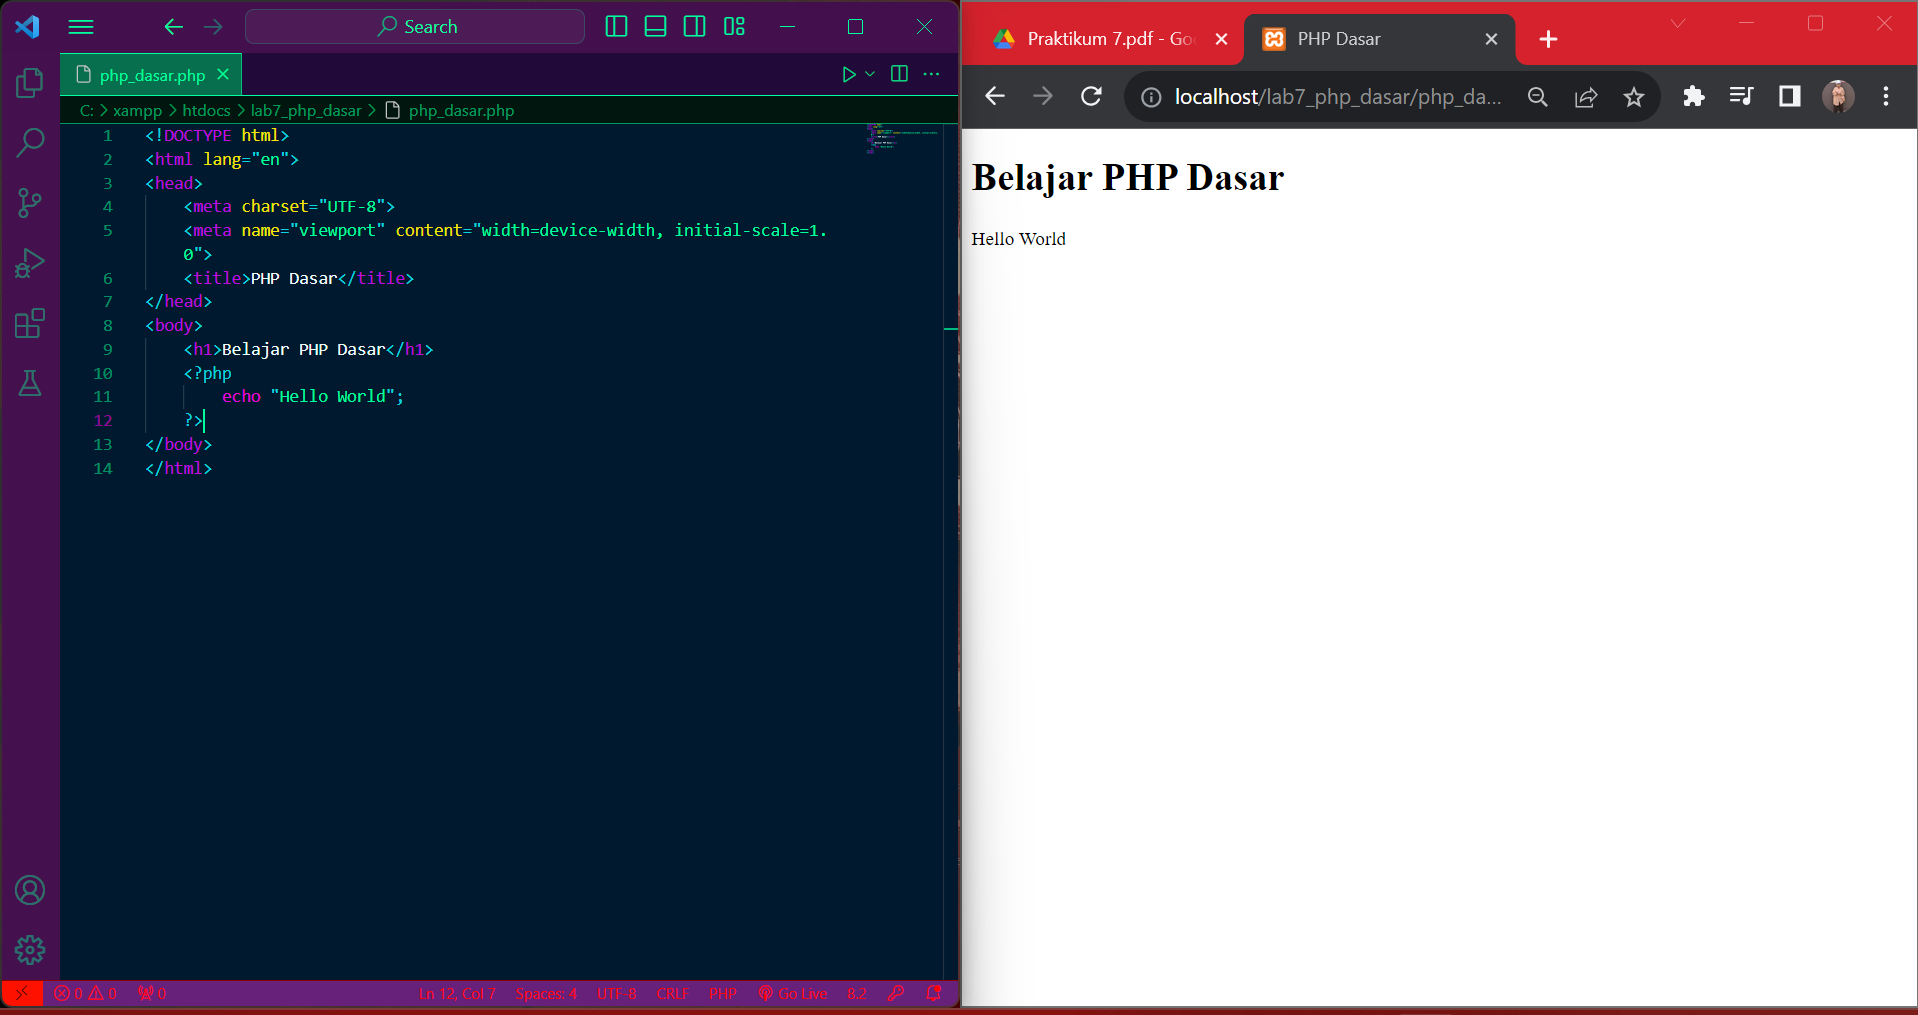 Search
php_dasar.php
C: > xampp > htdocs > lab7_php_dasar > php_dasar.php
1 <!DOCTYPE html>
2 <html lang="en">
3 <head>
4 <meta charset="UTF-8">
5 <meta name="viewport" content="width=device-width, initial-scale=1.
0">
6 <title>PHP Dasar</title>
7 </head>
8 <body>
9 <h1>Belajar PHP Dasar</h1>
10 <?php
11 echo "Hello World";
12 ?>
13 </body>
14 </html>
0 0 0 Ln 12, Col 7 Spaces: 4 UTF-8 CRLF PHP Go Live 8.2
Praktikum 7.pdf - Goo
PHP Dasar
localhost/lab7_php_dasar/php_da...
Belajar PHP Dasar
Hello World